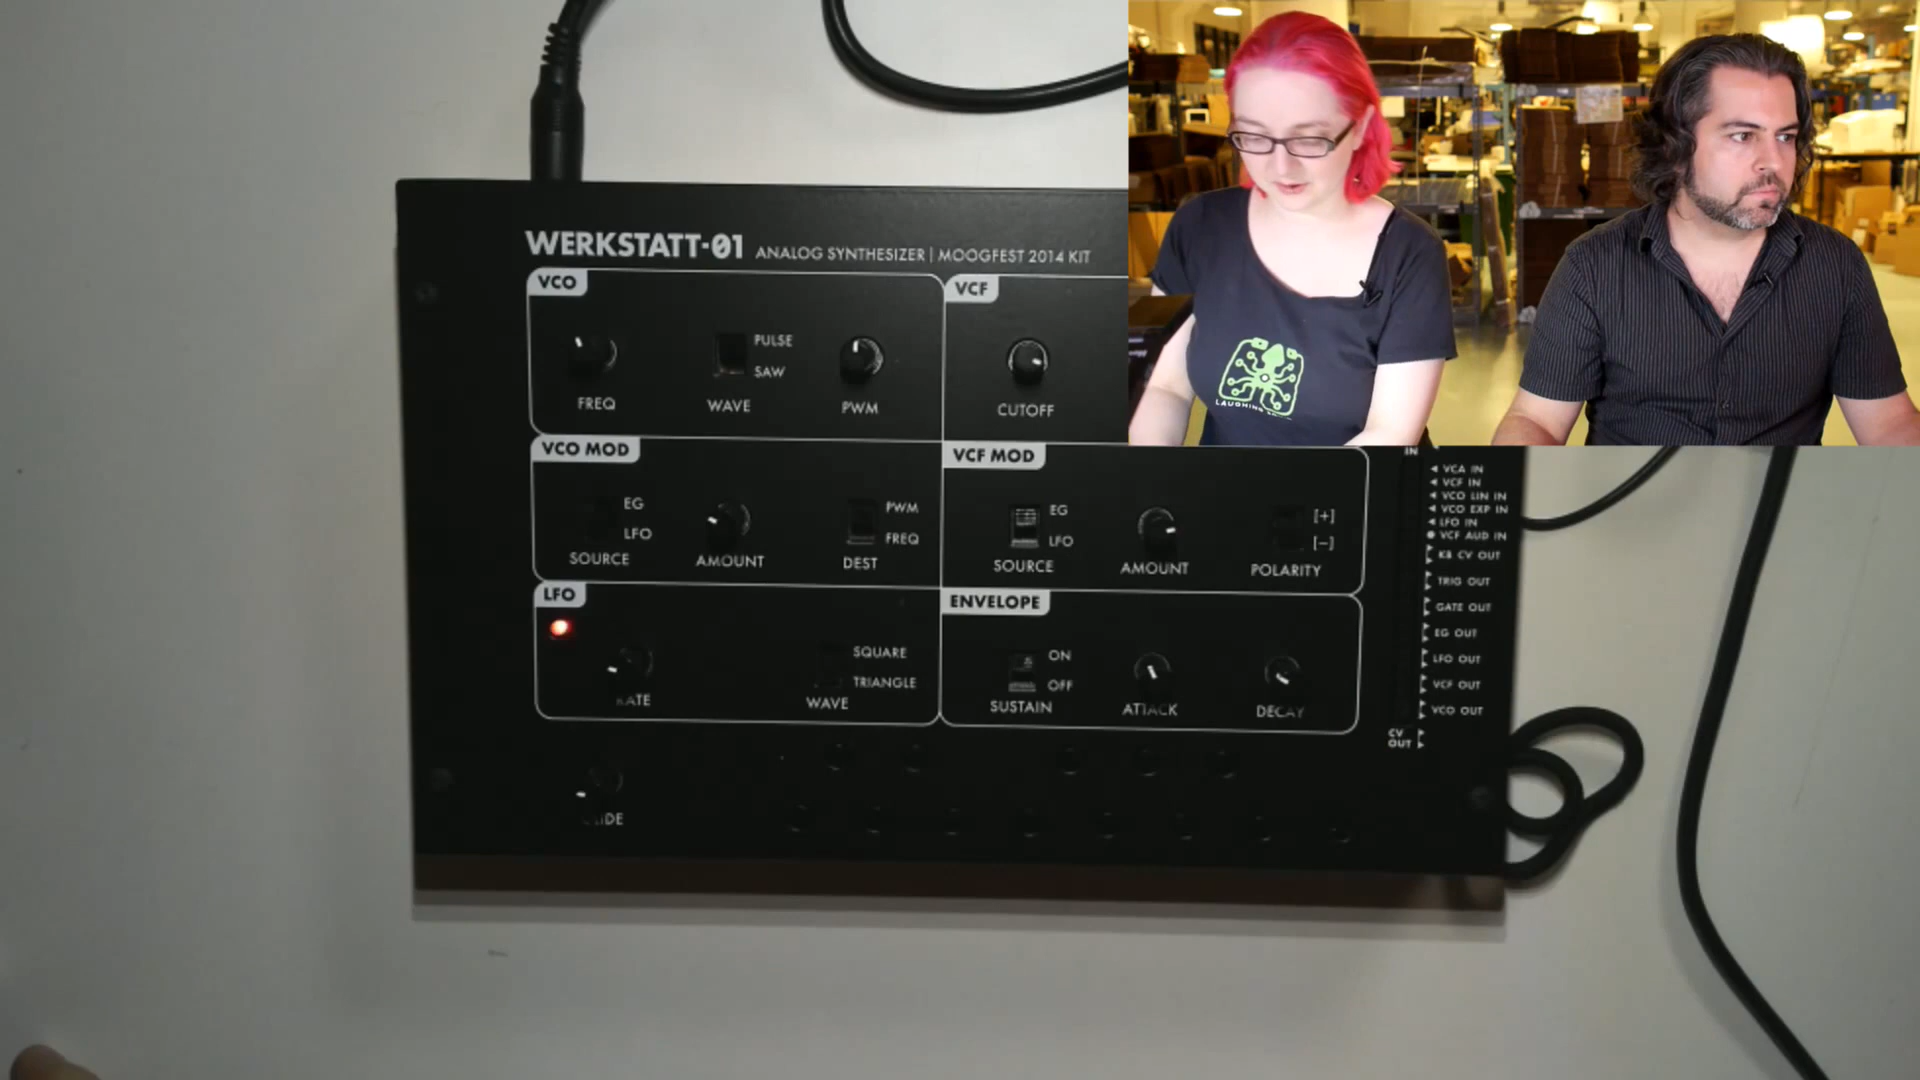 WERKSTATT-01 ANALOG SYNTHESIZER | MOOGFEST 2014 KIT
VCO
PULSE
SAW
FREQ WAVE PWM
VCF
CUTOFF
VCO MOD
EG
LFO
PWM
FREQ
SOURCE AMOUNT DEST
VCF MOD
EG
LFO
[+]
[−]
SOURCE AMOUNT POLARITY
LFO
SQUARE
TRIANGLE
WAVE
ENVELOPE
ON
OFF
SUSTAIN ATTACK DECAY
IN
VCA IN
VCF IN
VCO LIN IN
VCO EXP IN
LFO IN
VCF AUD IN
KB CV OUT
TRIG OUT
GATE OUT
EG OUT
LFO OUT
VCF OUT
VCO OUT
CV
OUT
LAUGHING